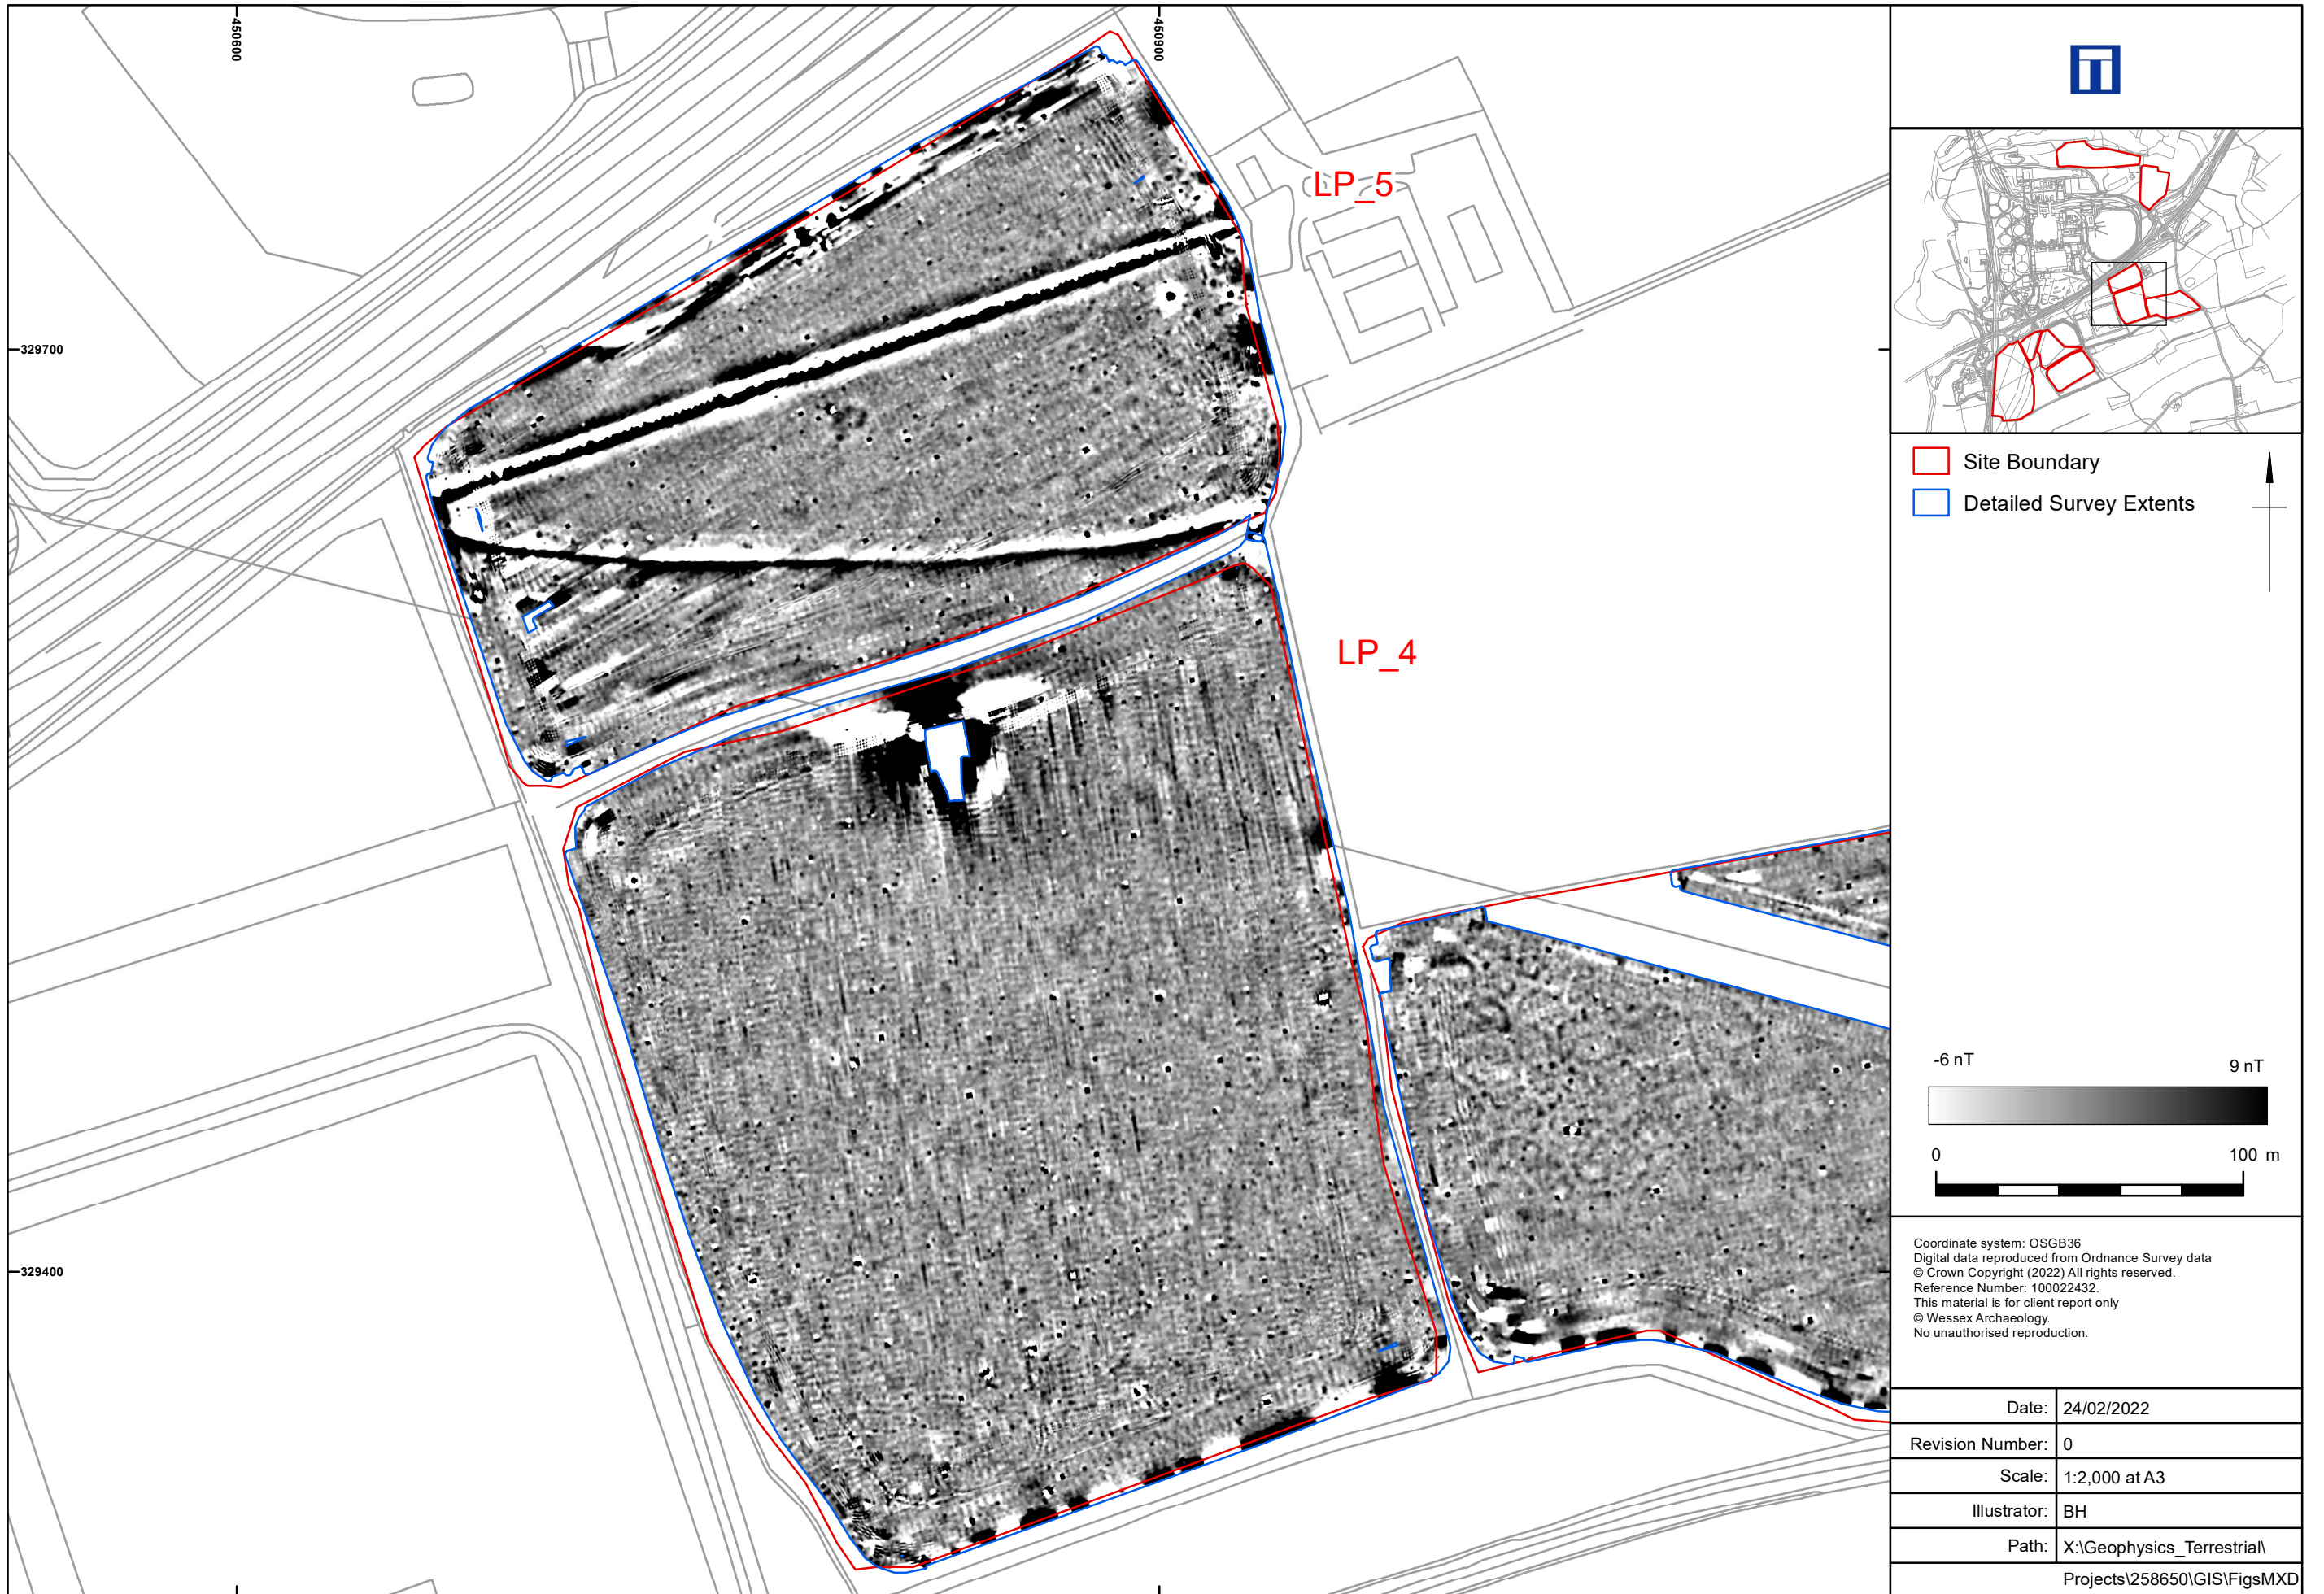 450600
450900
LP_5
329700
Site Boundary
Detailed Survey Extents
LP_4
-6 nT
9 nT
0
100 m
Coordinate system: OSGB36
Digital data reproduced from Ordnance Survey data
© Crown Copyright (2022) All rights reserved.
Reference Number: 100022432.
This material is for client report only
© Wessex Archaeology.
No unauthorised reproduction.
329400
Date: 24/02/2022
Revision Number: 0
Scale: 1:2,000 at A3
Illustrator: BH
Path: X:\Geophysics_Terrestrial\
Projects\258650\GIS\FigsMXD